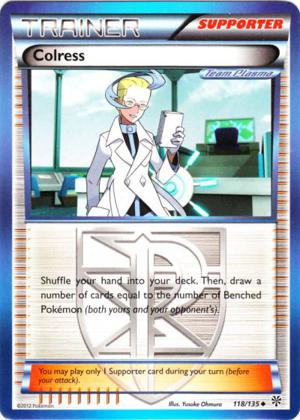 TRAINER
SUPPORTER
Colress
Team Plasma
Shuffle your hand into your deck. Then, draw a
number of cards equal to the number of Benched
Pokémon (both yours and your opponent's).
You may play only 1 Supporter card during your turn (before
your attack).
©2012 Pokémon
Illus. Yusuke Ohmura
118/135